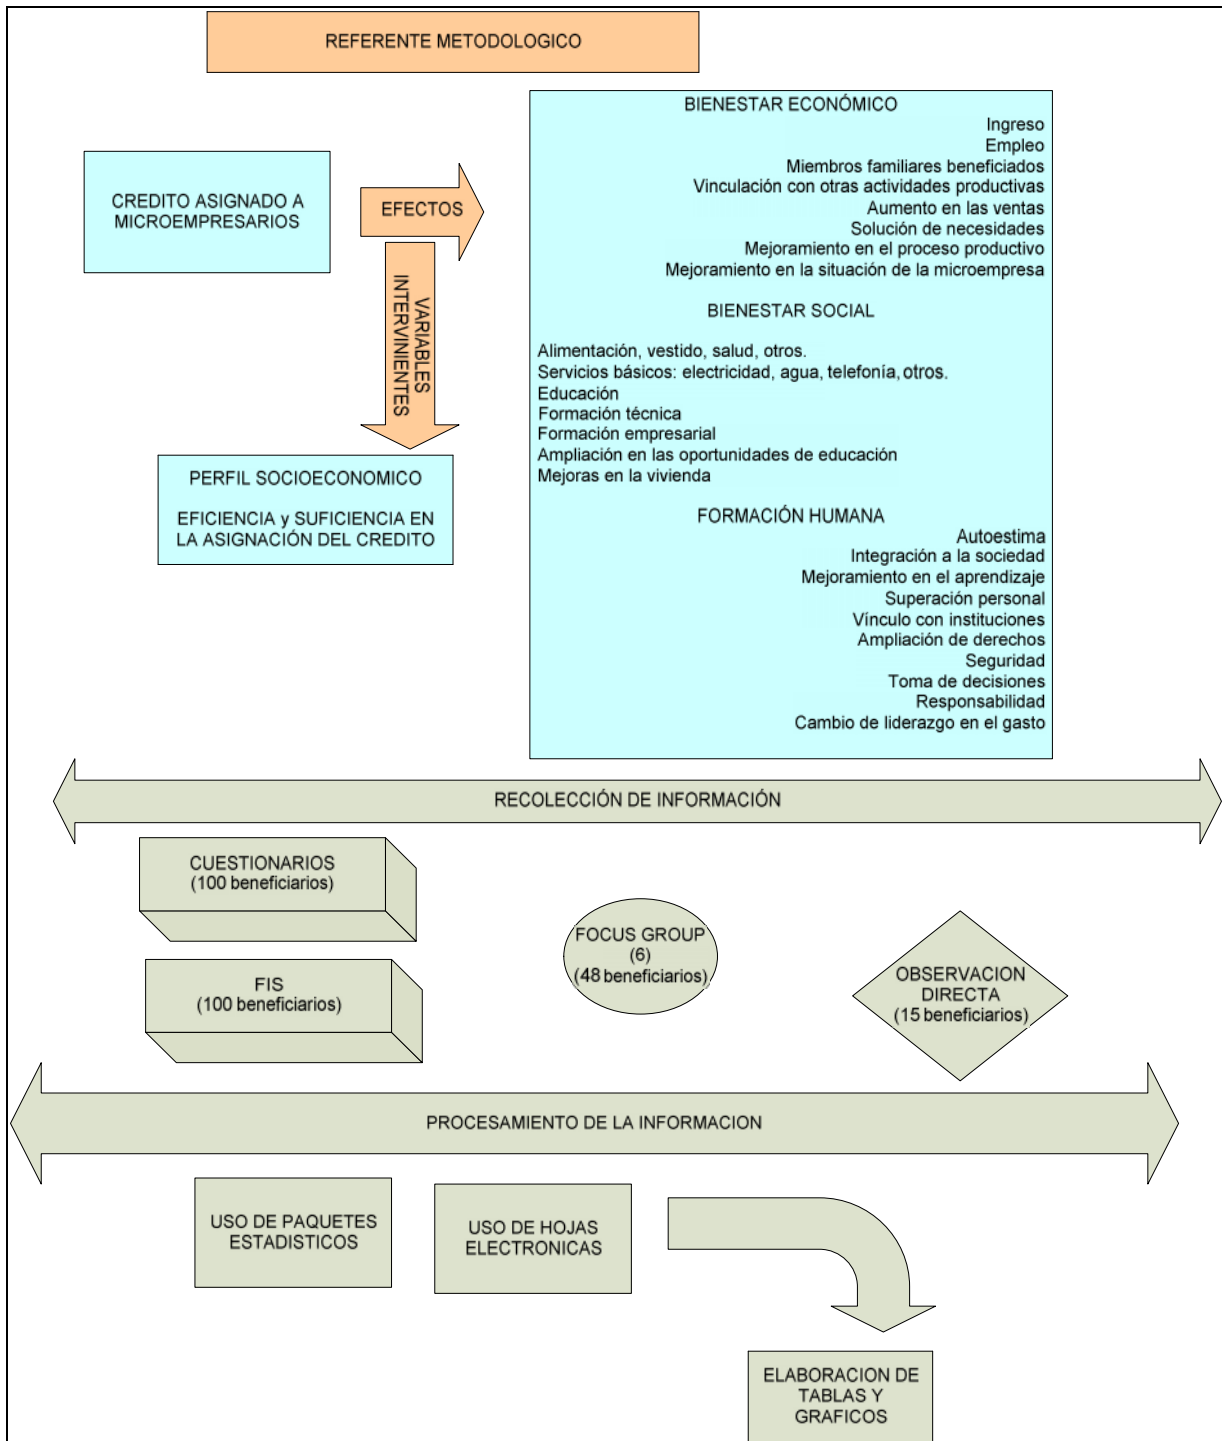 REFERENTE METODOLOGICO
CREDITO ASIGNADO A
MICROEMPRESARIOS
EFECTOS
VARIABLES
INTERVINIENTES
PERFIL SOCIOECONOMICO
EFICIENCIA y SUFICIENCIA EN
LA ASIGNACIÓN DEL CREDITO
BIENESTAR ECONÓMICO
Ingreso
Empleo
Miembros familiares beneficiados
Vinculación con otras actividades productivas
Aumento en las ventas
Solución de necesidades
Mejoramiento en el proceso productivo
Mejoramiento en la situación de la microempresa
BIENESTAR SOCIAL
Alimentación, vestido, salud, otros.
Servicios básicos: electricidad, agua, telefonía, otros.
Educación
Formación técnica
Formación empresarial
Ampliación en las oportunidades de educación
Mejoras en la vivienda
FORMACIÓN HUMANA
Autoestima
Integración a la sociedad
Mejoramiento en el aprendizaje
Superación personal
Vínculo con instituciones
Ampliación de derechos
Seguridad
Toma de decisiones
Responsabilidad
Cambio de liderazgo en el gasto
RECOLECCIÓN DE INFORMACIÓN
CUESTIONARIOS
(100 beneficiarios)
FIS
(100 beneficiarios)
FOCUS GROUP
(6)
(48 beneficiarios)
OBSERVACION
DIRECTA
(15 beneficiarios)
PROCESAMIENTO DE LA INFORMACION
USO DE PAQUETES
ESTADISTICOS
USO DE HOJAS
ELECTRONICAS
ELABORACION DE
TABLAS Y
GRAFICOS